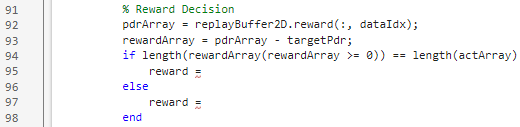 91 % Reward Decision
92 pdrArray = replayBuffer2D.reward(:, dataIdx);
93 rewardArray = pdrArray - targetPdr;
94 if length(rewardArray(rewardArray >= 0)) == length(actArray)
95 reward =
96 else
97 reward =
98 end